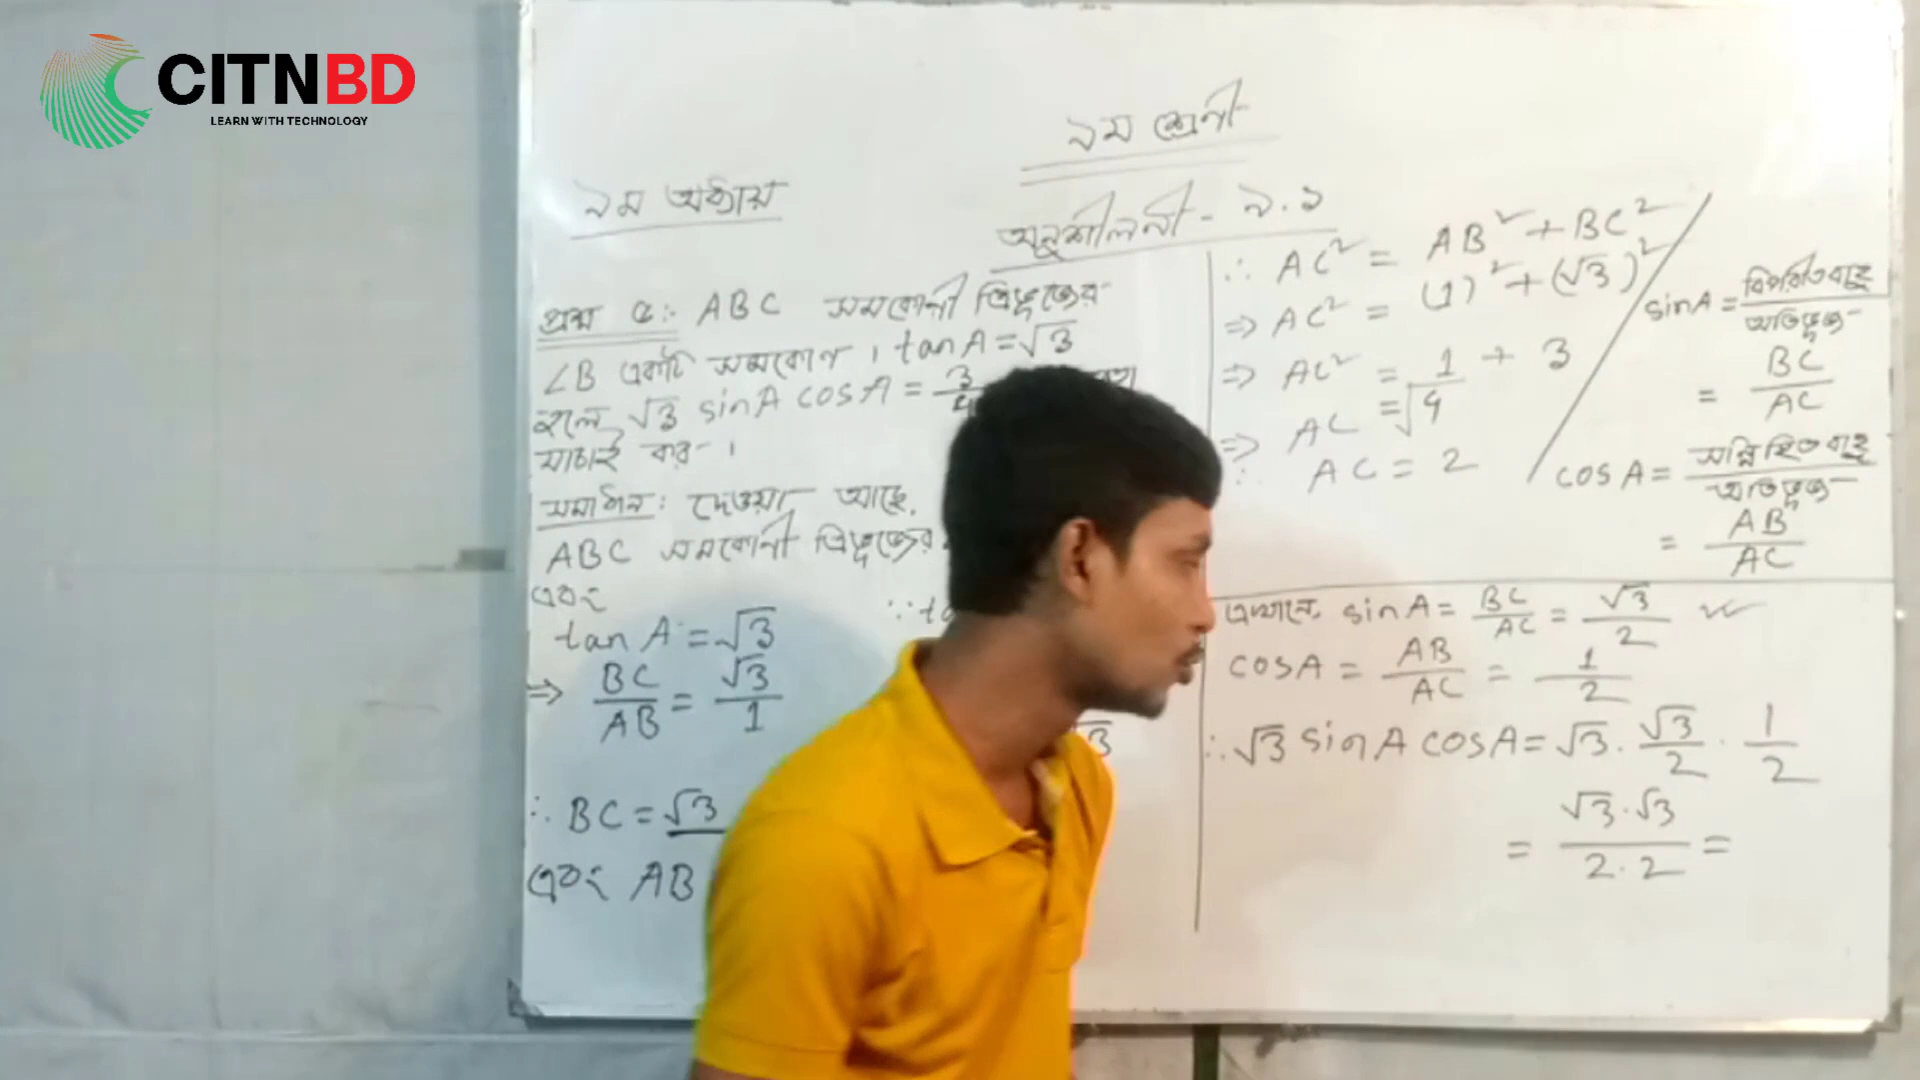 CITNBD
LEARN WITH TECHNOLOGY
৯ম শ্রেণী
৯ম অধ্যায়
অনুশীলনী - ৯.১
প্রশ্ন ৫: ABC সমকোণী ত্রিভুজের
∠B একটি সমকোণ। tanA = √3
হলে √3 sinA cosA = 3/4
যাচাই কর।
সমাধান: দেওয়া আছে,
ABC সমকোণী ত্রিভুজের
এবং
tan A = √3
⇒ BC/AB = √3/1
∴ BC = √3
এবং AB
√3
∴ AC² = AB² + BC²
⇒ AC² = (1)² + (√3)²
⇒ AC² = 1 + 3
⇒ AC = √4
∴ AC = 2
sinA = বিপরীত বাহু/অতিভুজ
= BC/AC
cosA = সন্নিহিত বাহু/অতিভুজ
= AB/AC
এখানে, sinA = BC/AC = √3/2
cosA = AB/AC = 1/2
∴ √3 sinA cosA = √3 . √3/2 . 1/2
= √3.√3/2.2 =